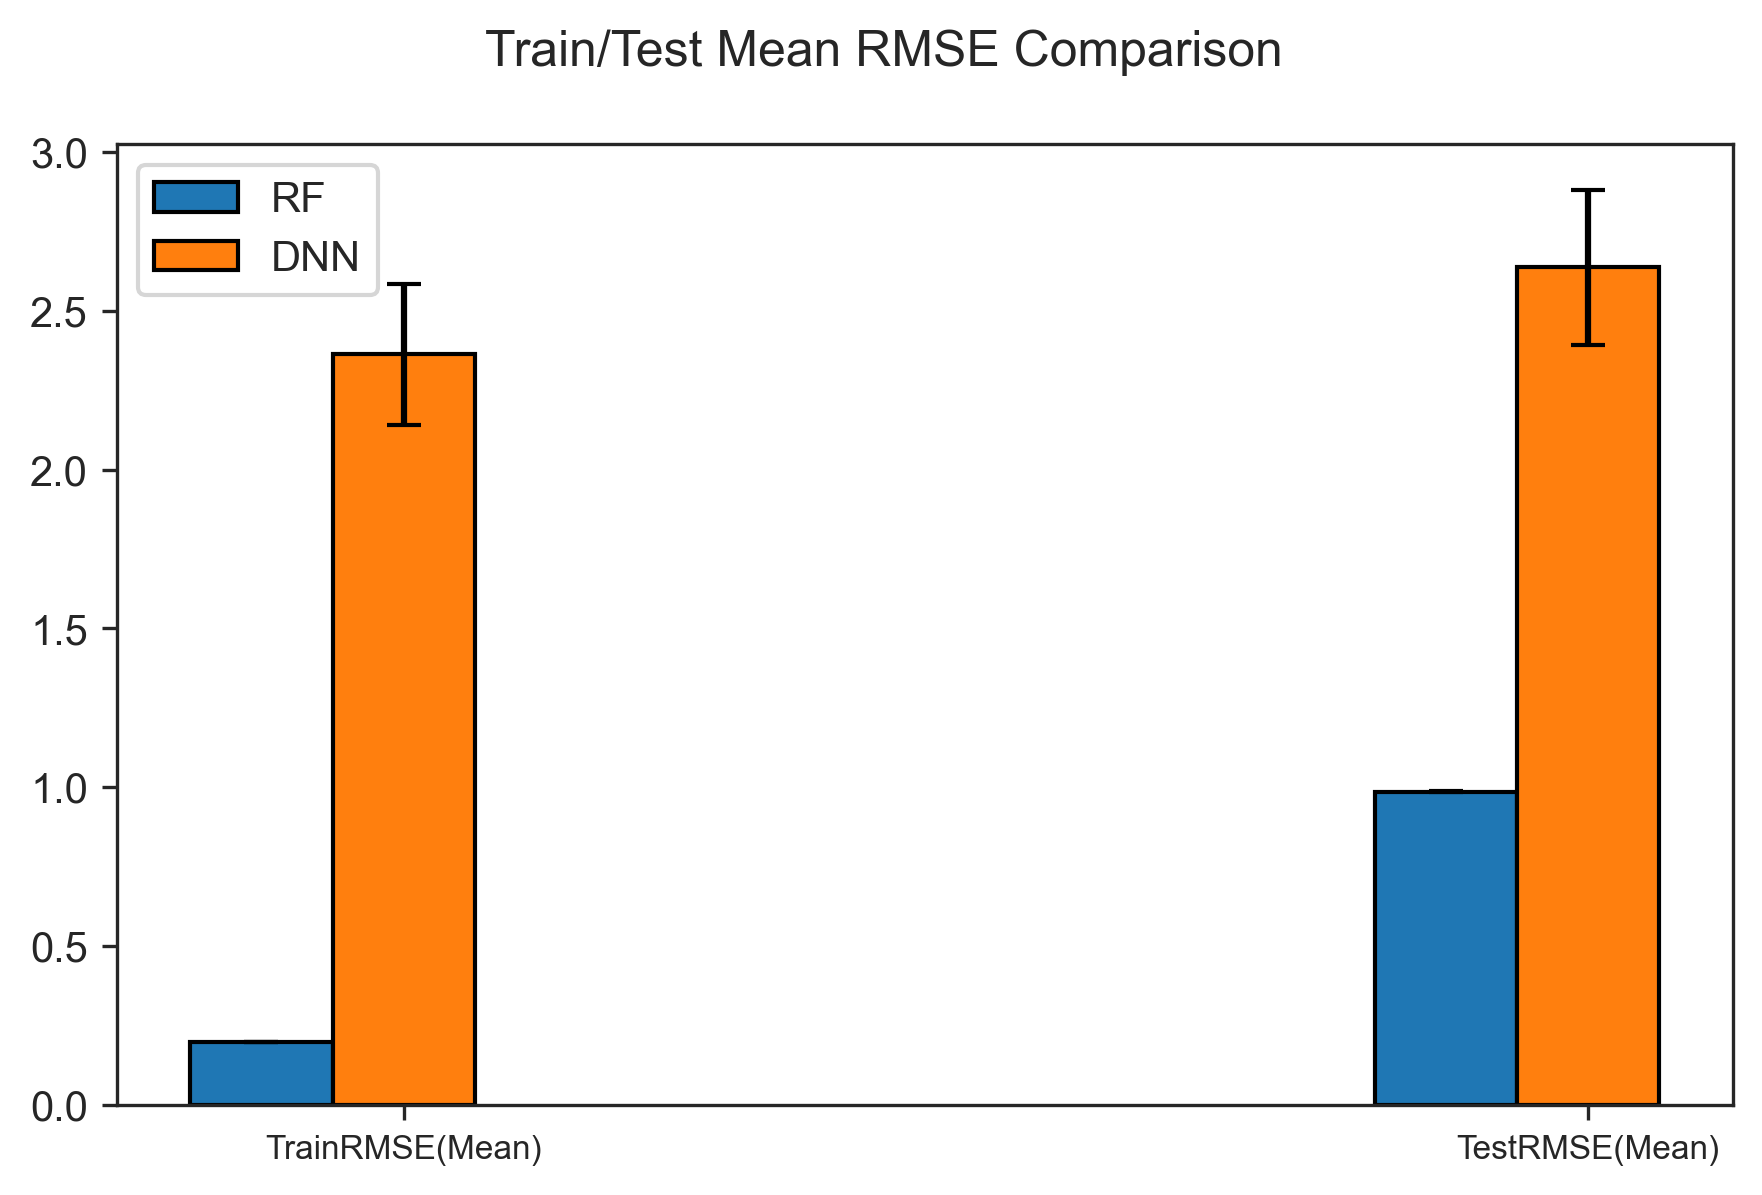 Train/Test Mean RMSE Comparison
3.0
2.5
2.0
1.5
1.0
0.5
0.0
RF
DNN
TrainRMSE(Mean)
TestRMSE(Mean)